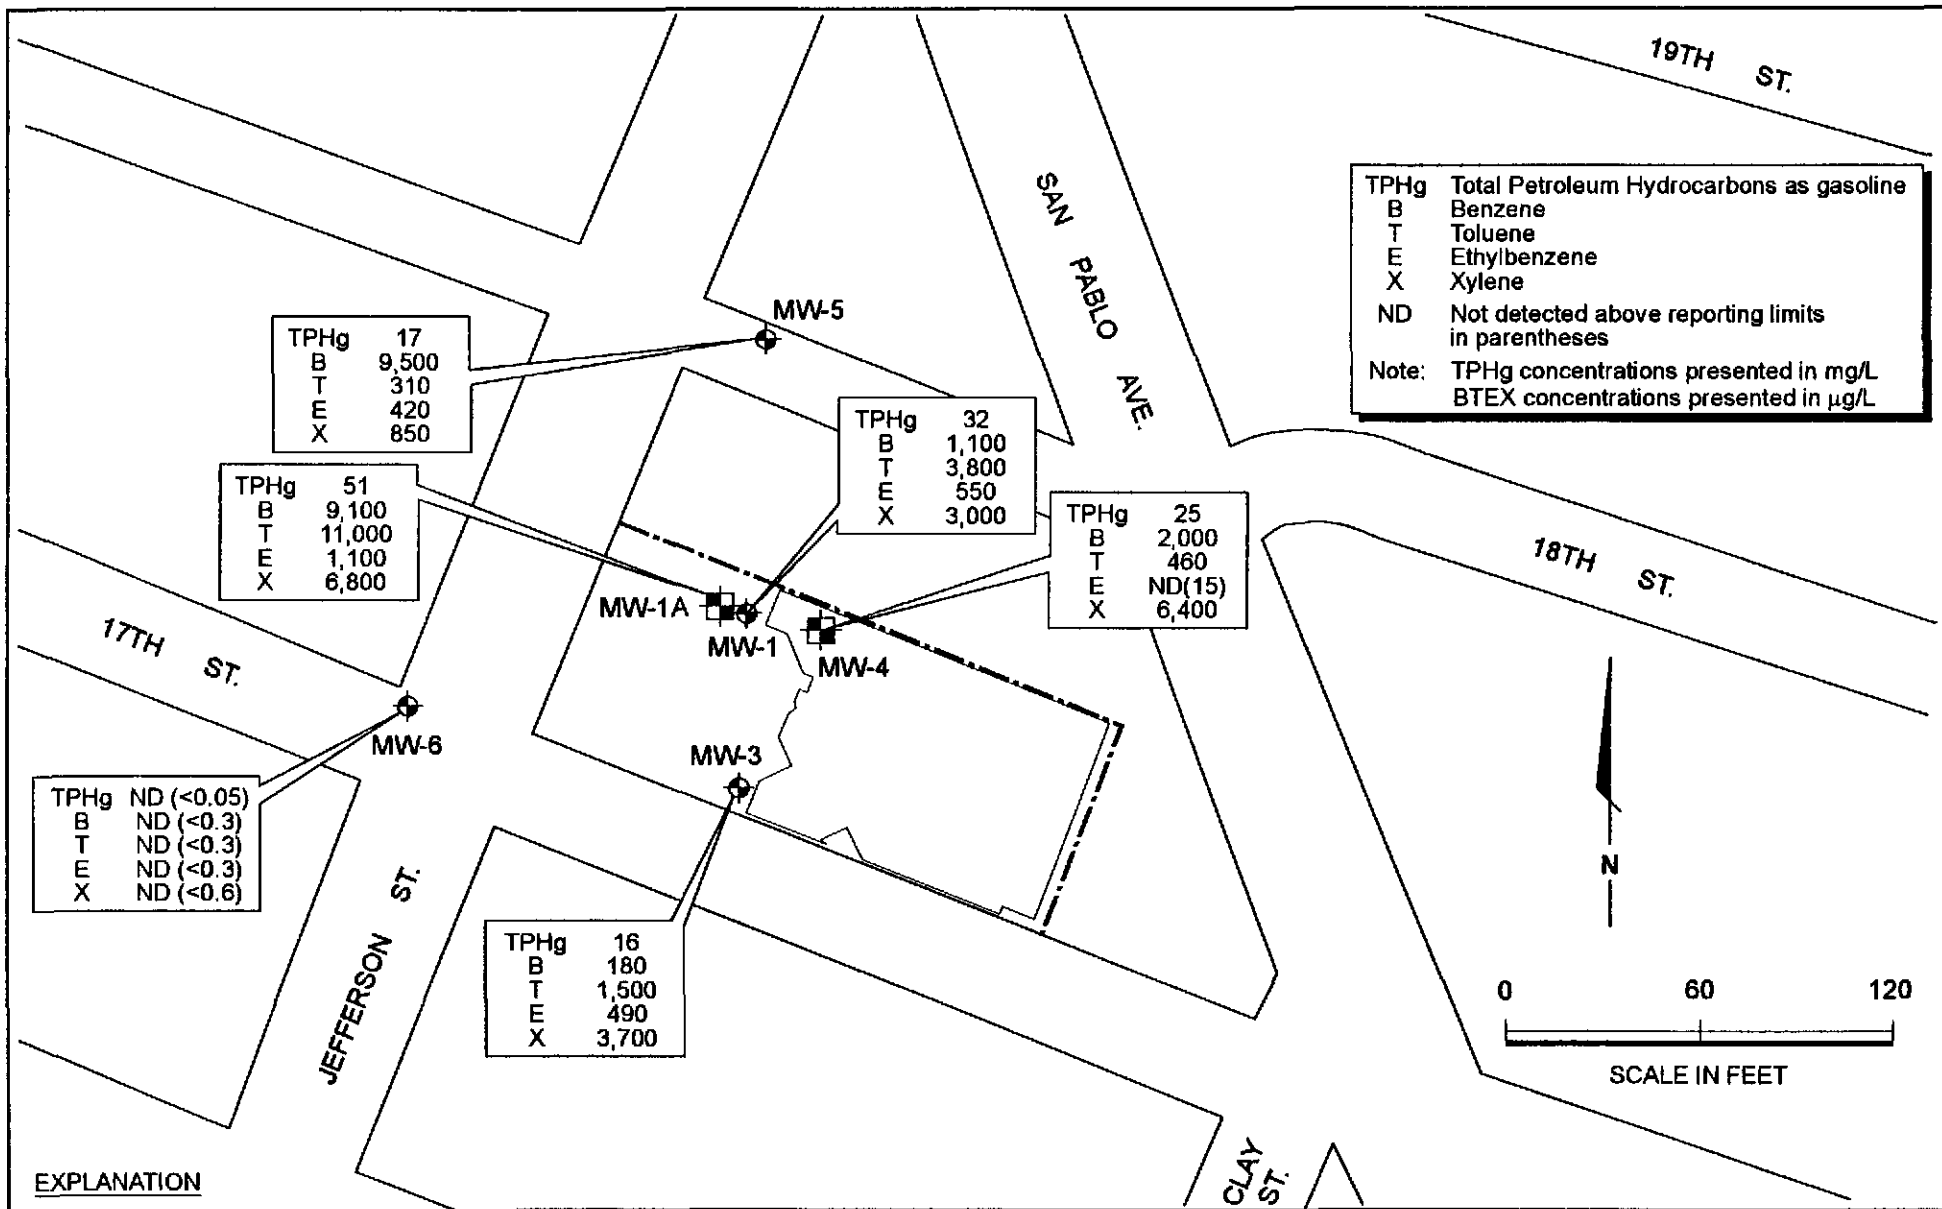 19TH ST.
TPHg Total Petroleum Hydrocarbons as gasoline
B Benzene
T Toluene
E Ethylbenzene
X Xylene
ND Not detected above reporting limits
in parentheses
Note: TPHg concentrations presented in mg/L
BTEX concentrations presented in µg/L
SAN PABLO AVE.
MW-5
TPHg 17
B 9,500
T 310
E 420
X 850
TPHg 32
B 1,100
T 3,800
E 550
X 3,000
TPHg 51
B 9,100
T 11,000
E 1,100
X 6,800
TPHg 25
B 2,000
T 460
E ND(15)
X 6,400
18TH ST.
MW-1A
MW-1
MW-4
17TH ST.
MW-6
MW-3
TPHg ND (<0.05)
B ND (<0.3)
T ND (<0.3)
E ND (<0.3)
X ND (<0.6)
N
JEFFERSON ST.
TPHg 16
B 180
T 1,500
E 490
X 3,700
0 60 120
SCALE IN FEET
CLAY ST.
EXPLANATION